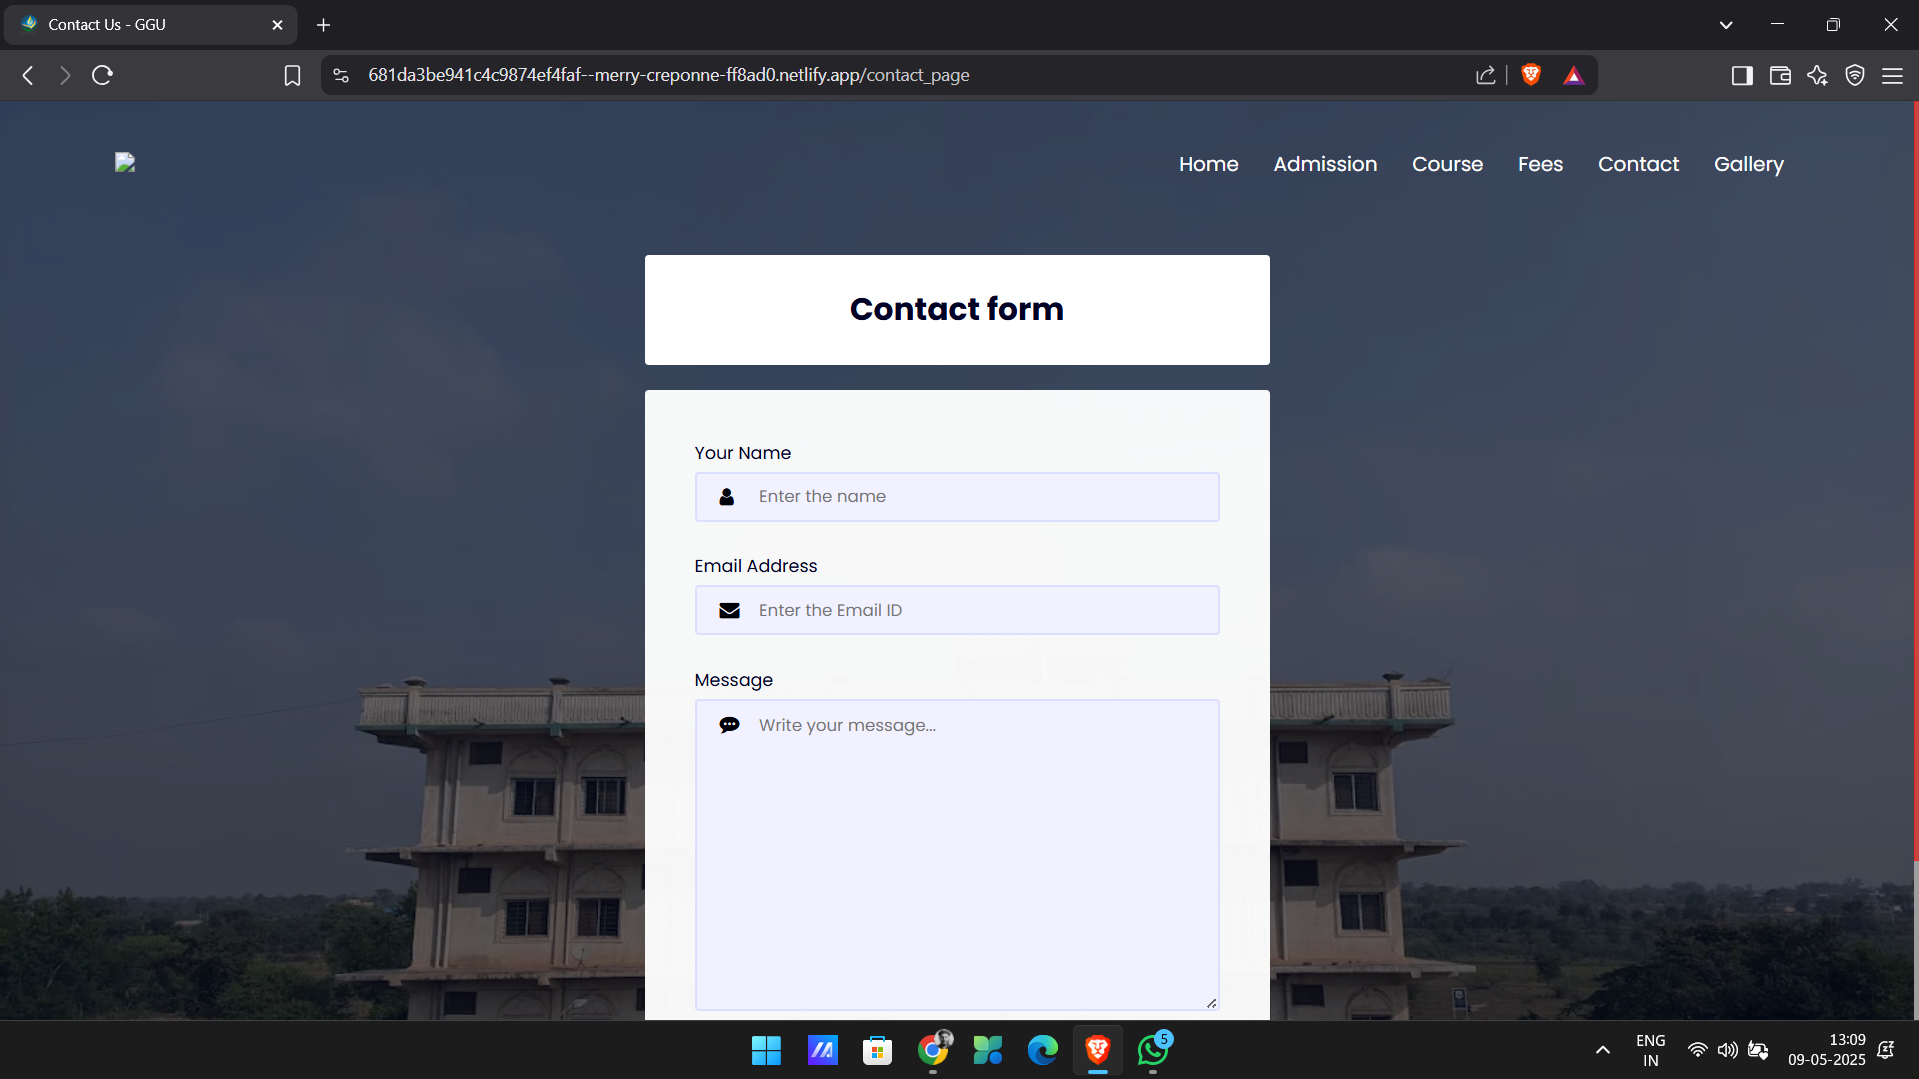 Contact Us - GGU
681da3be941c4c9874ef4faf--merry-creponne-ff8ad0.netlify.app/contact_page
Home Admission Course Fees Contact Gallery
Contact form
Your Name
Enter the name
Email Address
Enter the Email ID
Message
Write your message...
5
ENG
IN
13:09
09-05-2025